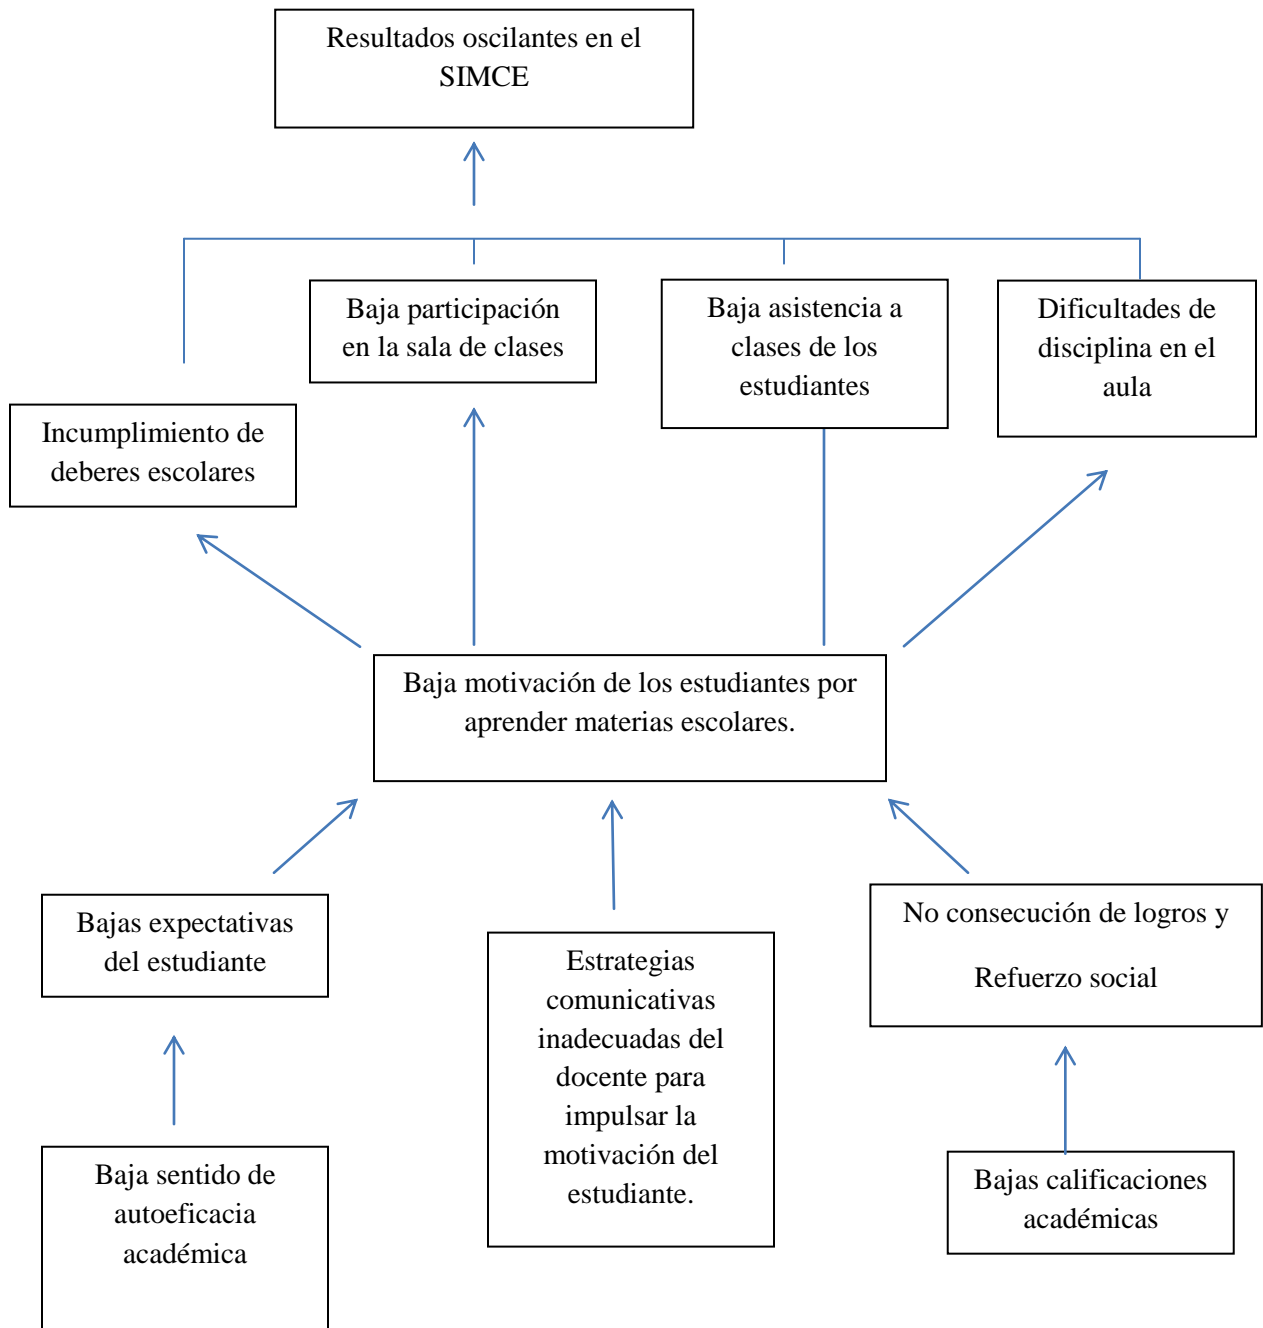 Resultados oscilantes en el
SIMCE
Baja participación
en la sala de clases
Baja asistencia a
clases de los
estudiantes
Dificultades de
disciplina en el
aula
Incumplimiento de
deberes escolares
Baja motivación de los estudiantes por
aprender materias escolares.
Bajas expectativas
del estudiante
Estrategias
comunicativas
inadecuadas del
docente para
impulsar la
motivación del
estudiante.
No consecución de logros y
Refuerzo social
Baja sentido de
autoeficacia
académica
Bajas calificaciones
académicas